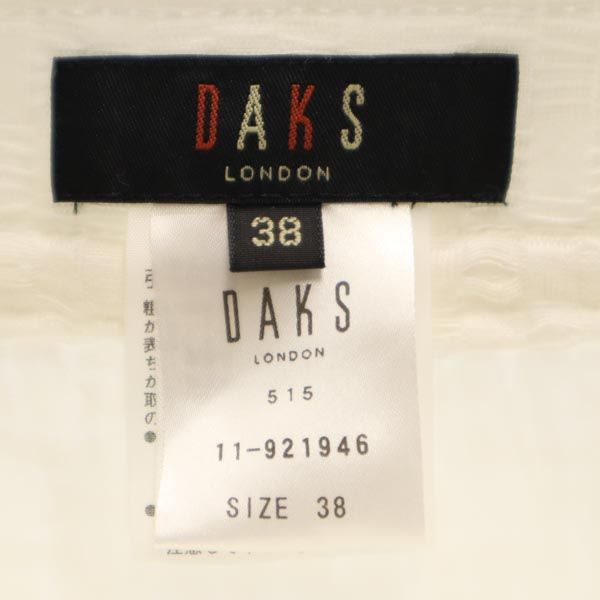 DAKS
LONDON
38
DAKS
LONDON
515
11-921946
SIZE 38